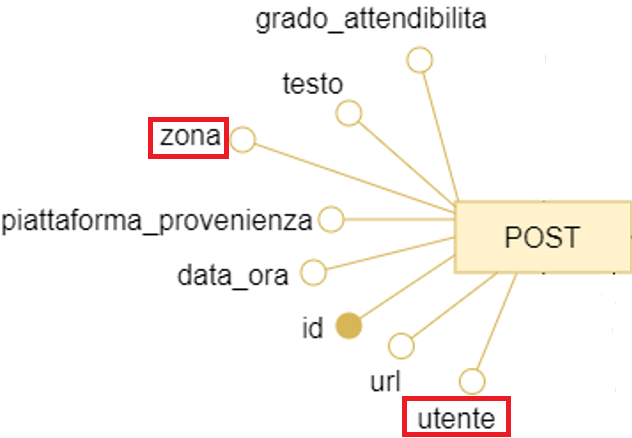 grado_attendibilita
testo
zona
piattaforma_provenienza
POST
data_ora
id
url
utente